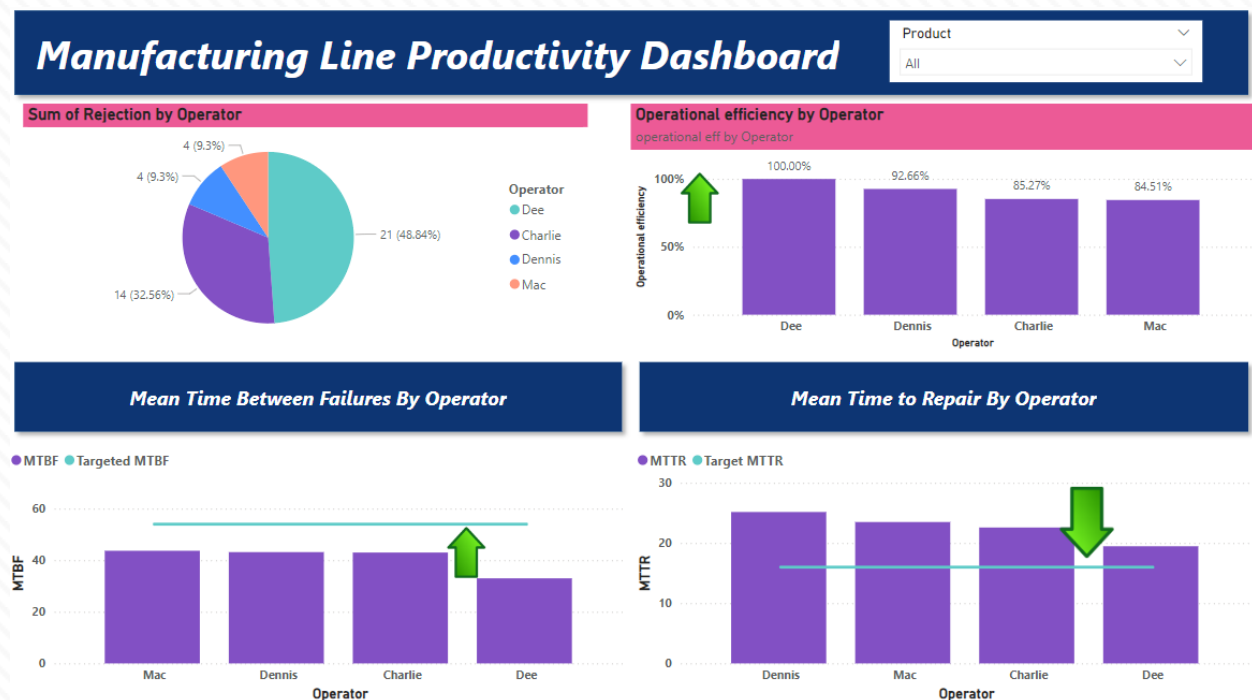 Manufacturing Line Productivity Dashboard
Product
All
Sum of Rejection by Operator
4 (9.3%)
4 (9.3%)
14 (32.56%)
21 (48.84%)
Operator
Dee
Charlie
Dennis
Mac
Operational efficiency by Operator
operational eff by Operator
Operational efficiency
100%
50%
0%
100.00%
92.66%
85.27%
84.51%
Dee
Dennis
Charlie
Mac
Operator
Mean Time Between Failures By Operator
MTBF
Targeted MTBF
MTBF
60
40
20
0
Mac
Dennis
Charlie
Dee
Operator
Mean Time to Repair By Operator
MTTR
Target MTTR
MTTR
30
20
10
0
Dennis
Mac
Charlie
Dee
Operator